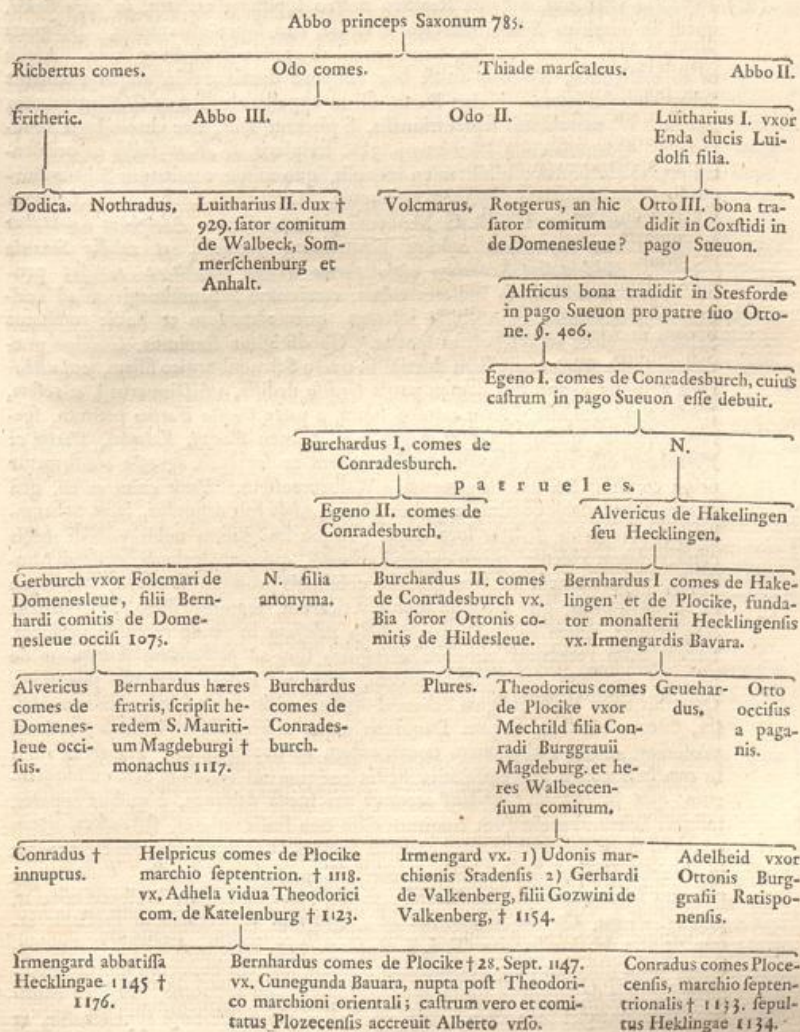 Abbo princeps Saxonum 785.
Ricbertus comes.
Odo comes.
Thiade marſcalcus.
Abbo II.
Fritheric.
Abbo III.
Odo II.
Luitharius I. vxor
Enda ducis Lui-
dolfi filia.
Dodica.
Nothradus.
Luitharius II. dux †
929. ſator comitum
de Walbeck, Som-
merſchenburg et
Anhalt.
Volcmarus.
Rotgerus, an hic
ſator comitum
de Domenesleue?
Otto III. bona tra-
didit in Coxſtidi in
pago Sueuon.
Alfricus bona tradidit in Stesforde
in pago Sueuon pro patre ſuo Otto-
ne. §. 406.
Egeno I. comes de Conradesburch, cuius
caſtrum in pago Sueuon eſſe debuit.
Burchardus I. comes de
Conradesburch.
N.
patrueles.
Egeno II. comes de
Conradesburch.
Alvericus de Hakelingen
ſeu Hecklingen.
Gerburch vxor Folcmari de
Domenesleue, filii Bern-
hardi comitis de Dome-
nesleue occiſi 1075.
N. filia
anonyma.
Burchardus II. comes
de Conradesburch vx.
Bia ſoror Ottonis co-
mitis de Hildesleue.
Bernhardus I comes de Hake-
lingen et de Plocike, funda-
tor monaſterii Hecklingenſis
vx. Irmengardis Bavara.
Alvericus
comes de
Domenes-
leue occi-
ſus.
Bernhardus hæres
fratris, ſcripſit he-
redem S. Mauriti-
um Magdeburgi †
monachus 1117.
Burchardus
comes de
Conrades-
burch.
Plures.
Theodoricus comes
de Plocike vxor
Mechtild filia Con-
radi Burggrauii
Magdeburg. et he-
res Walbeccen-
ſium comitum.
Geuehar-
dus.
Otto
occiſus
a paga-
nis.
Conradus †
innuptus.
Helpricus comes de Plocike
marchio ſeptentrion. † 1118.
vx. Adhela vidua Theodorici
com. de Katelenburg † 1123.
Irmengard vx. 1) Udonis mar-
chionis Stadenſis 2) Gerhardi
de Valkenberg, filii Gozwini de
Valkenberg, † 1154.
Adelheid vxor
Ottonis Burg-
grafii Ratispo-
nenſis.
Irmengard abbatiſſa
Hecklingae 1145 †
1176.
Bernhardus comes de Plocike † 28. Sept. 1147.
vx. Cunegunda Bauara, nupta poſt Theodori-
co marchioni orientali; caſtrum vero et comi-
tatus Plozecenſis accreuit Alberto vrſo.
Conradus comes Ploce-
cenſis, marchio ſepten-
trionalis † 1133. ſepul-
tus Heklingae 1134.